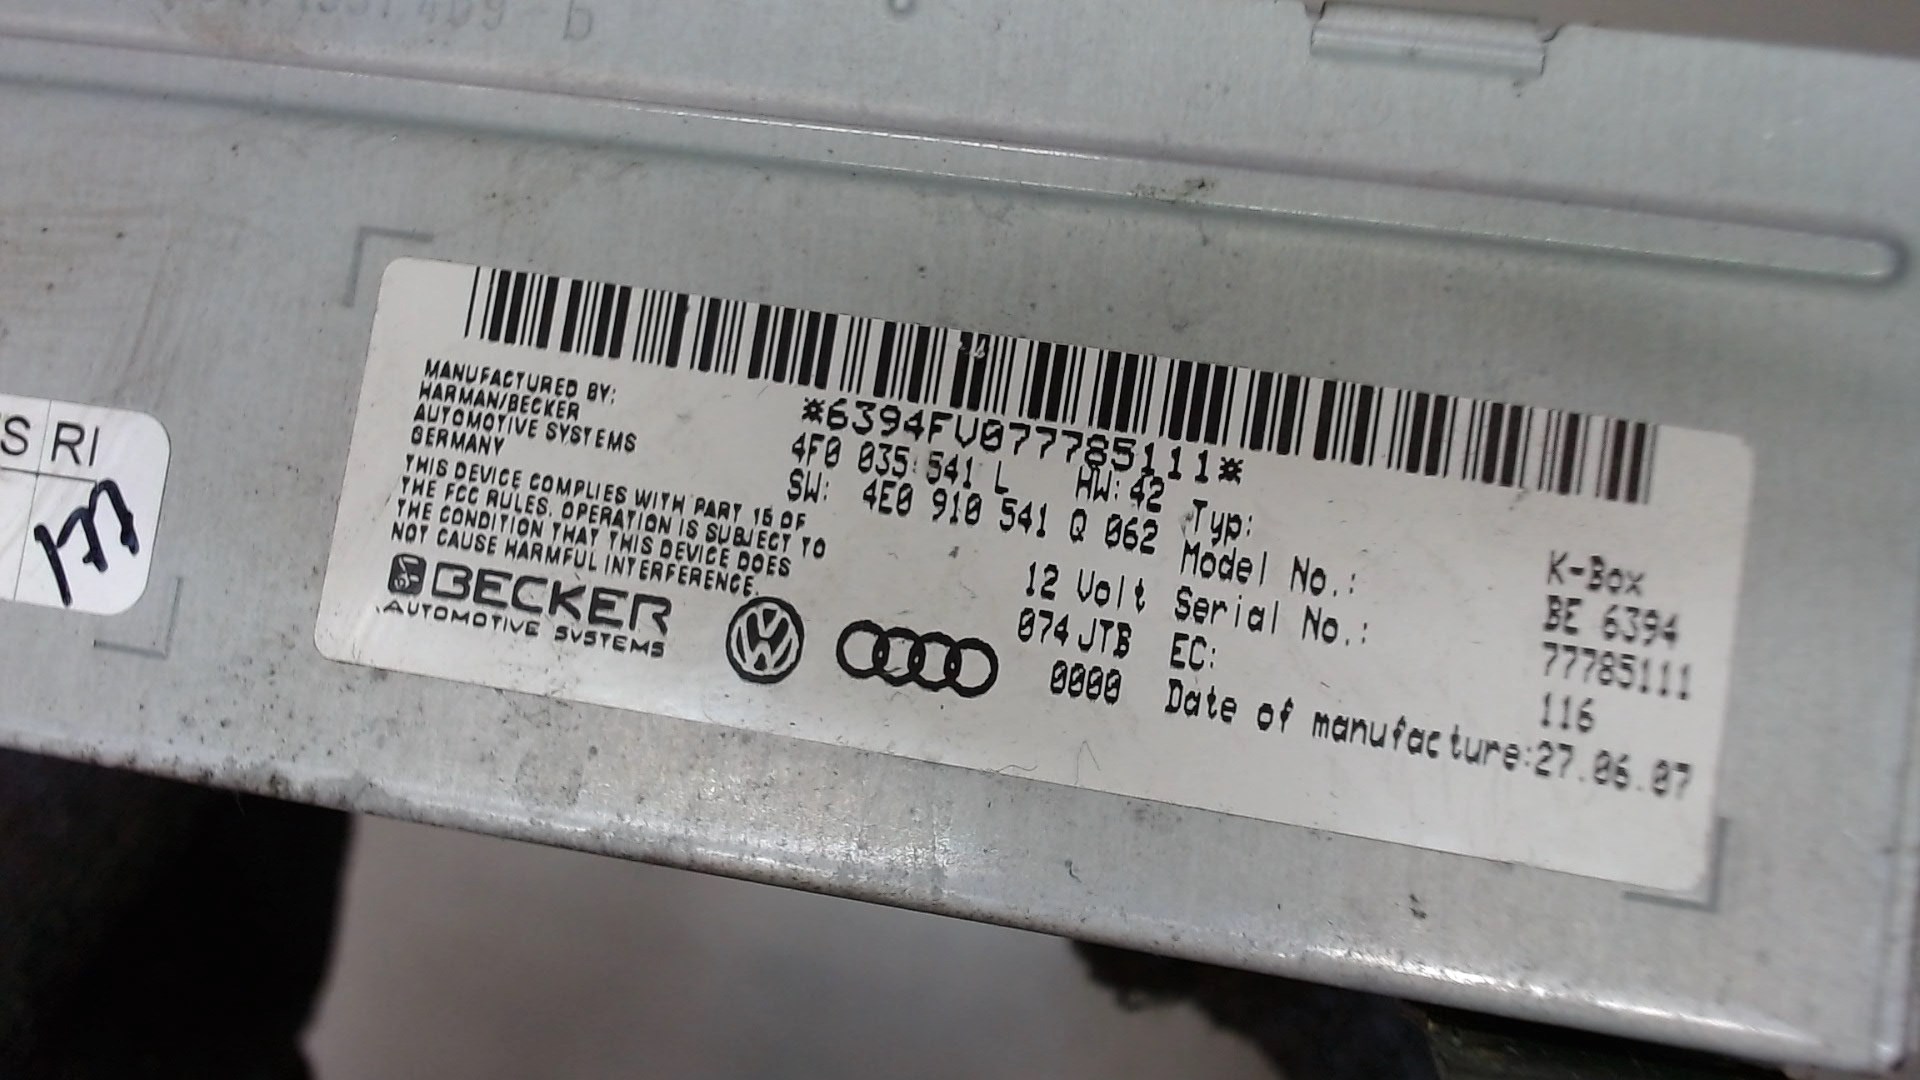 S RI
*6394FV077785111*
MANUFACTURED BY:
HARMAN/BECKER
AUTOMOTIVE SYSTEMS
GERMANY
THIS DEVICE COMPLIES WITH PART 15 OF
THE FCC RULES. OPERATION IS SUBJECT TO
THE CONDITION THAT THIS DEVICE DOES
NOT CAUSE HARMFUL INTERFERENCE.
BECKER
AUTOMOTIVE SYSTEMS
4F0 035 541 L HW: 42
SW: 4E0 910 541 Q 062
12 Volt
074 JTB
0000
Typ: K-Box
Model No.: BE 6394
Serial No.: 77785111
EC: 116
Date of manufacture: 27.06.07